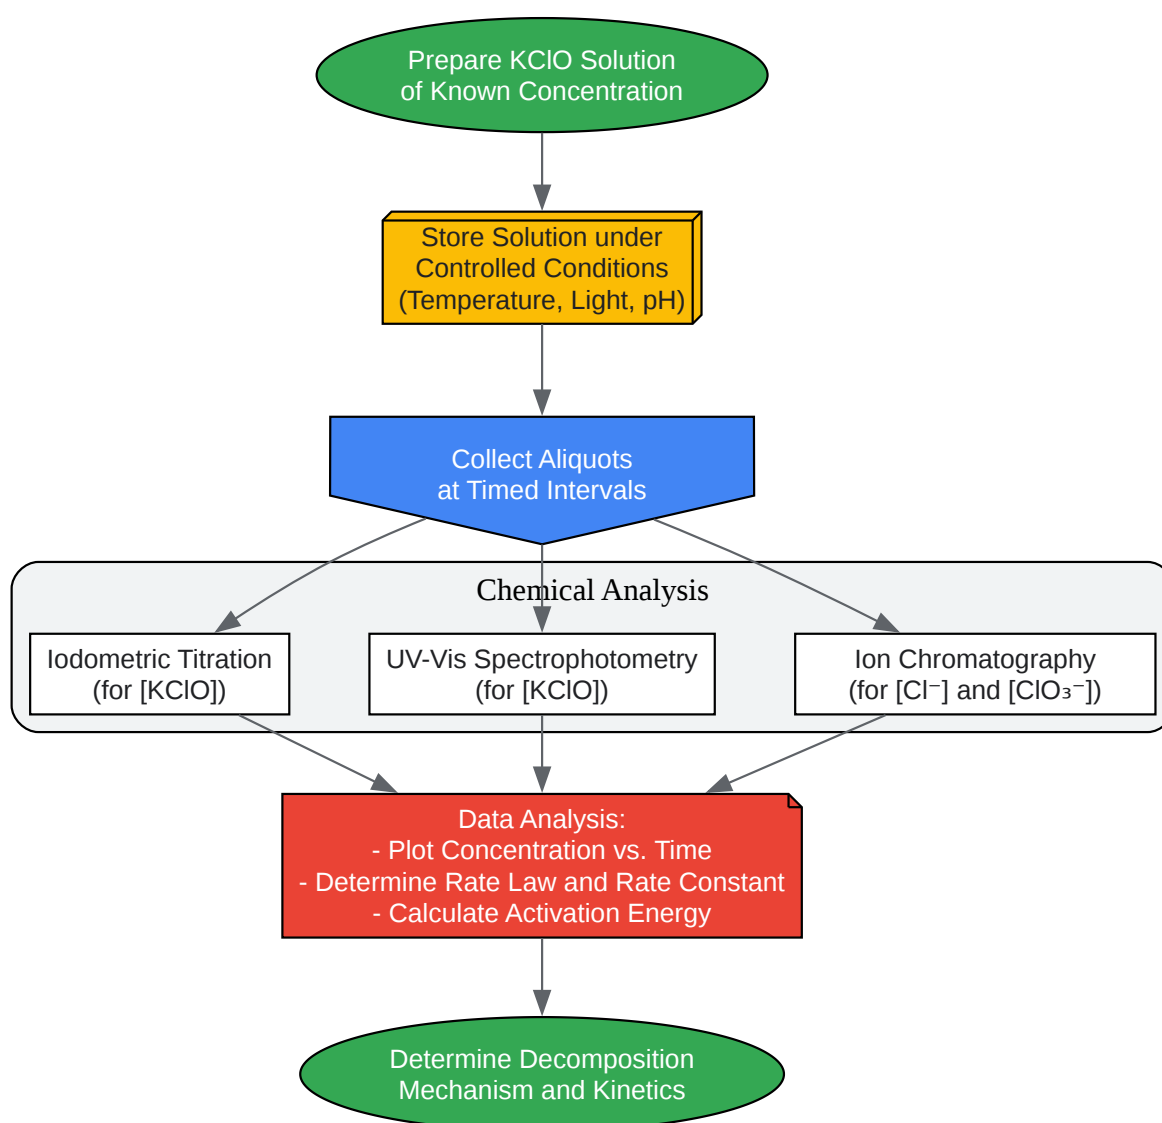 Prepare KClO Solution
of Known Concentration
Store Solution under
Controlled Conditions
(Temperature, Light, pH)
Collect Aliquots
at Timed Intervals
Chemical Analysis
Iodometric Titration
(for [KClO])
UV-Vis Spectrophotometry
(for [KClO])
Ion Chromatography
(for [Cl⁻] and [ClO₃⁻])
Data Analysis:
- Plot Concentration vs. Time
- Determine Rate Law and Rate Constant
- Calculate Activation Energy
Determine Decomposition
Mechanism and Kinetics